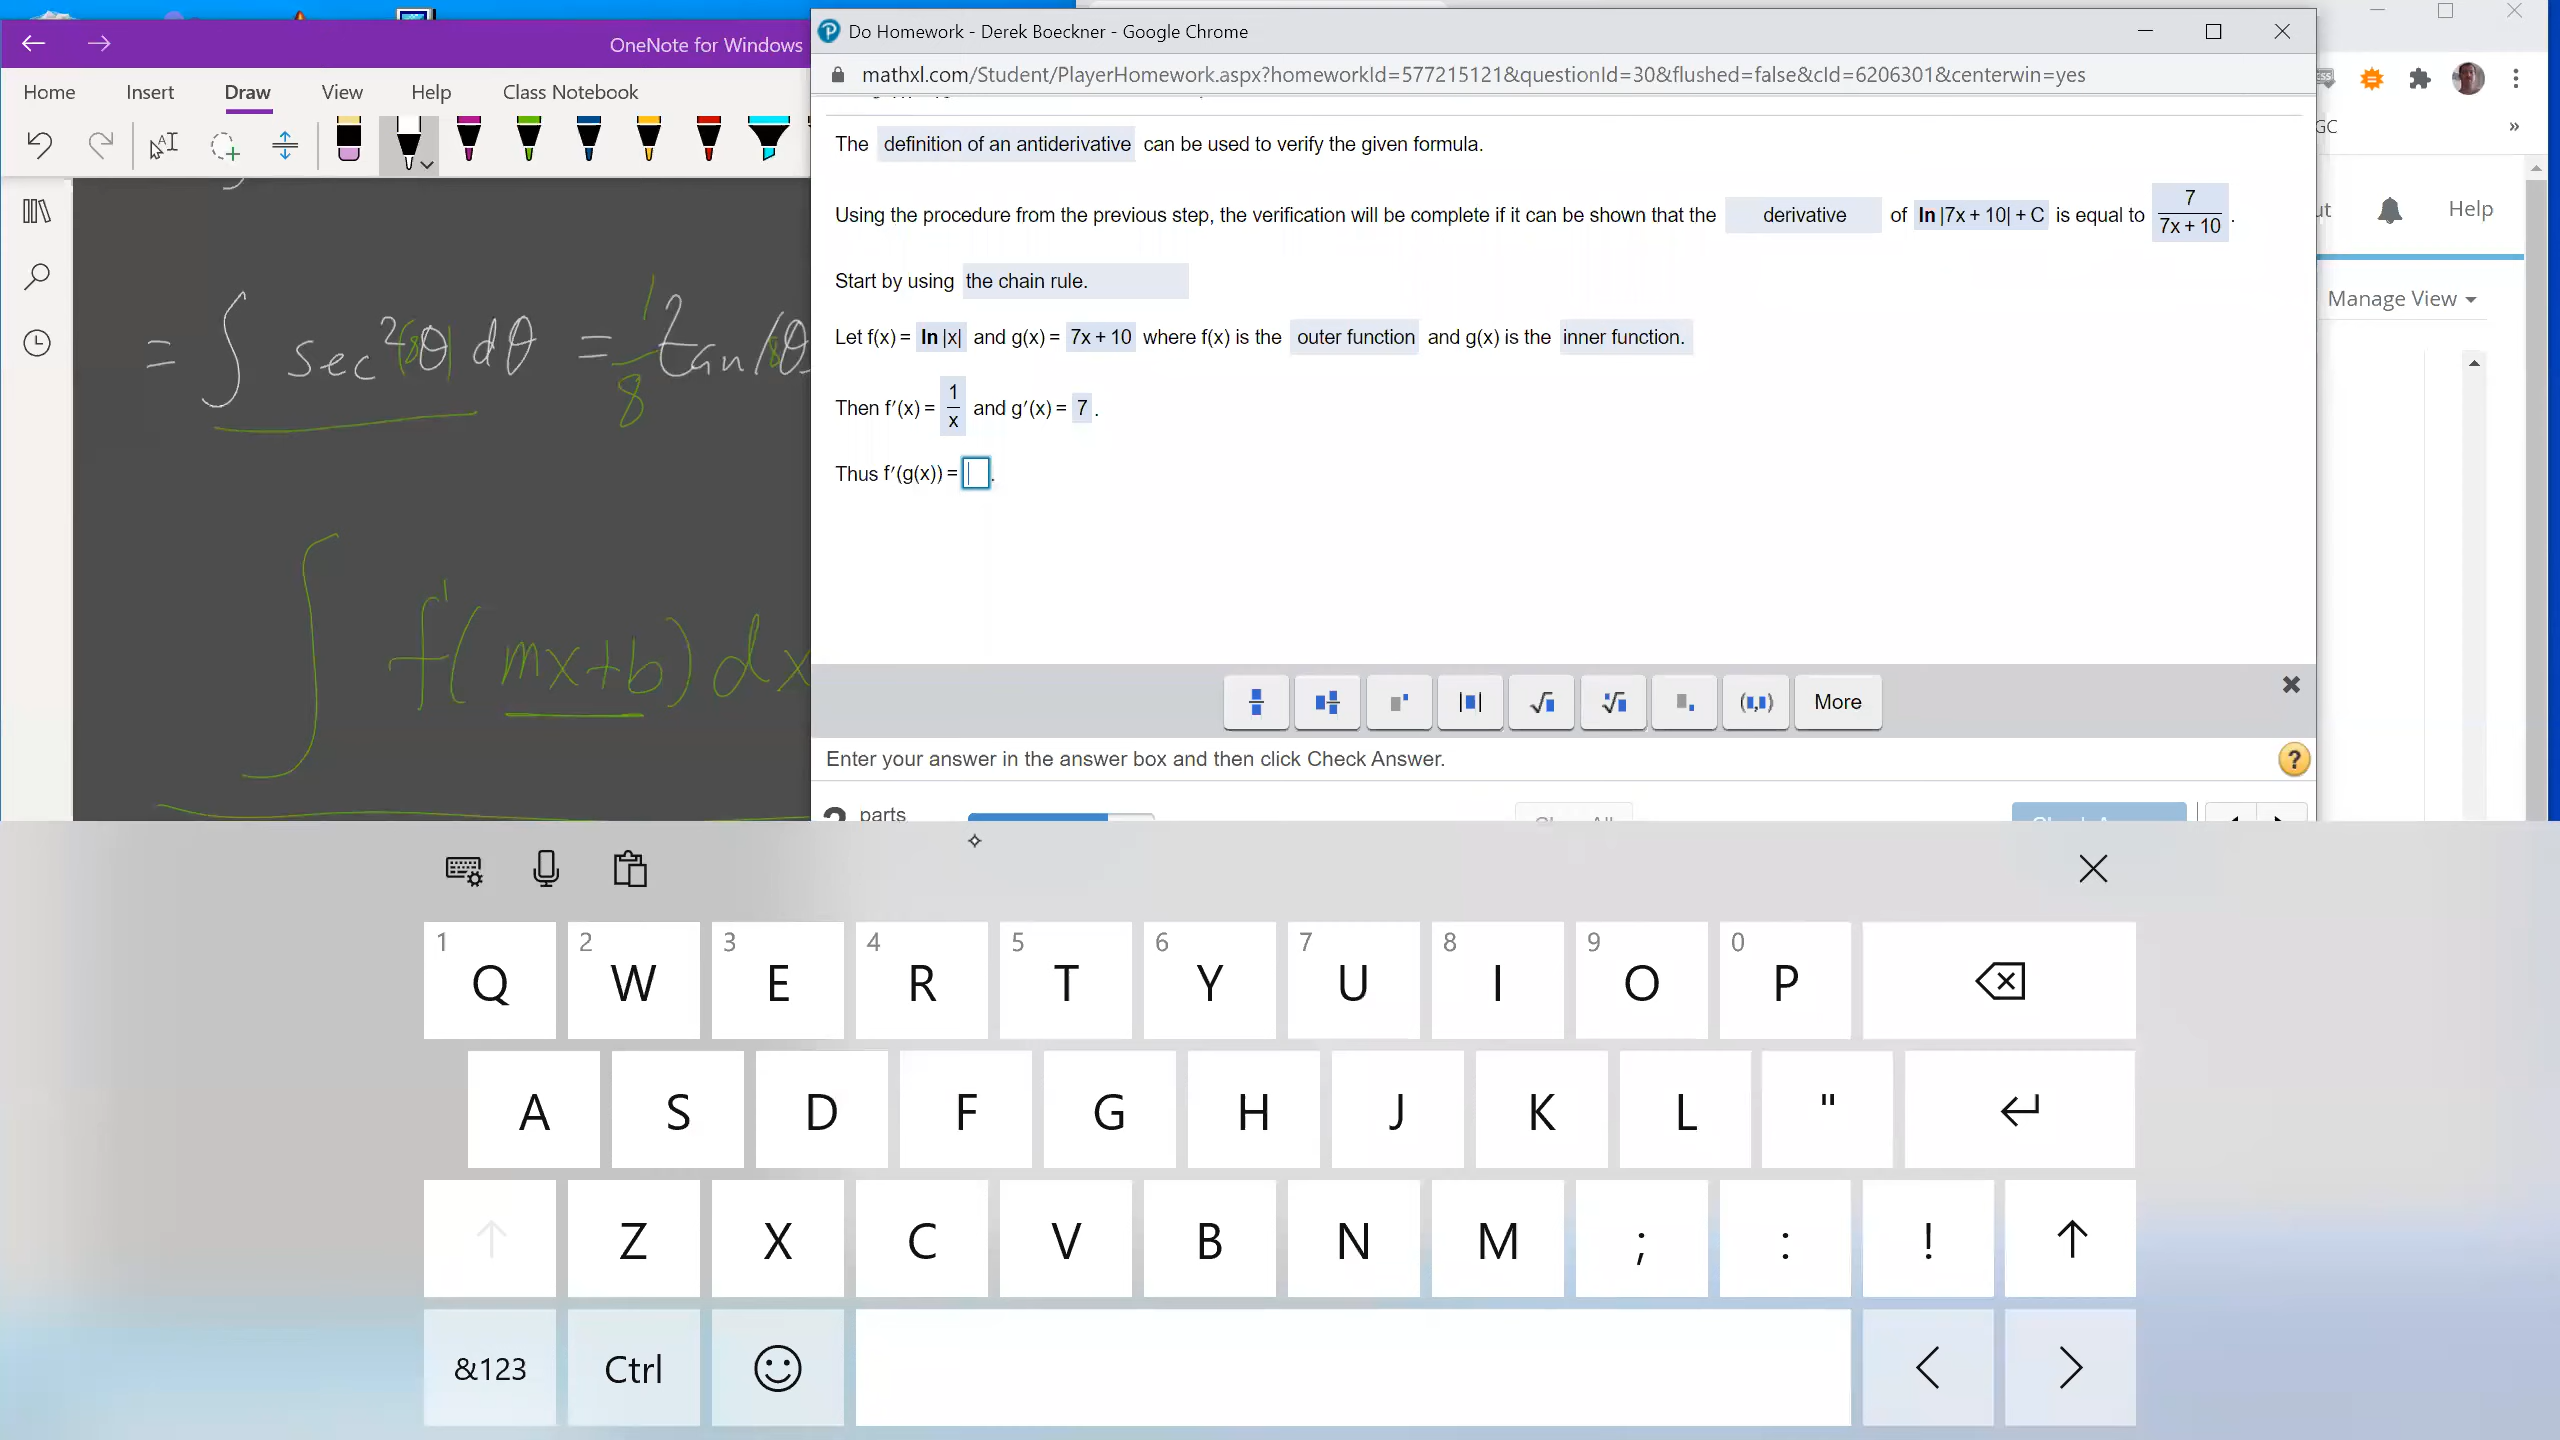 OneNote for Windows
Home Insert Draw View Help Class Notebook
= ∫ sec²(8θ) dθ = 1/8 tan(8θ
∫ f'(mx+b) dx
Do Homework - Derek Boeckner - Google Chrome
mathxl.com/Student/PlayerHomework.aspx?homeworkId=577215121&questionId=30&flushed=false&cId=6206301&centerwin=yes
The definition of an antiderivative can be used to verify the given formula.
Using the procedure from the previous step, the verification will be complete if it can be shown that the derivative of ln |7x + 10| + C is equal to 7/(7x + 10).
Start by using the chain rule.
Let f(x) = ln |x| and g(x) = 7x + 10 where f(x) is the outer function and g(x) is the inner function.
Then f′(x) = 1/x and g′(x) = 7.
Thus f′(g(x)) = .
More
Enter your answer in the answer box and then click Check Answer.
parts
GC
Help
Manage View
1 2 3 4 5 6 7 8 9 0
Q W E R T Y U I O P
A S D F G H J K L "
Z X C V B N M ; : !
&123 Ctrl